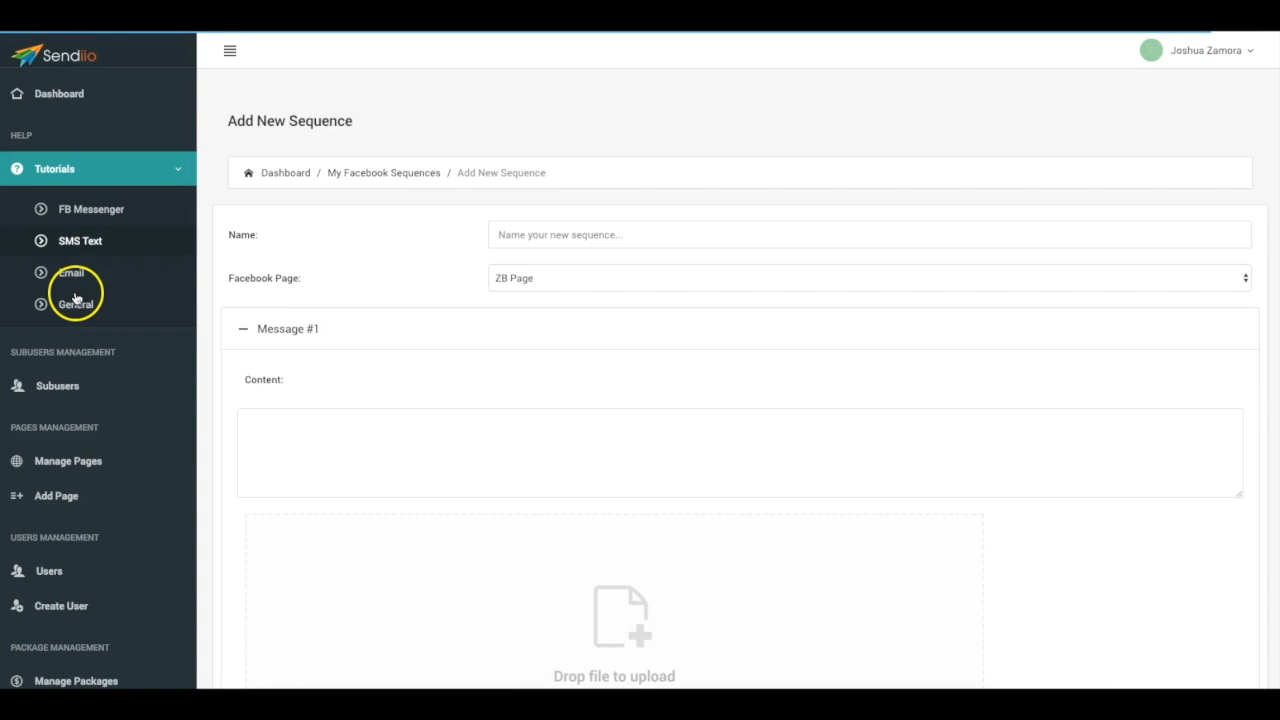 Sendiio
Joshua Zamora
Dashboard
HELP
Tutorials
FB Messenger
SMS Text
Email
General
SUBUSERS MANAGEMENT
Subusers
PAGES MANAGEMENT
Manage Pages
Add Page
USERS MANAGEMENT
Users
Create User
PACKAGE MANAGEMENT
Manage Packages
Add New Sequence
Dashboard / My Facebook Sequences / Add New Sequence
Name:
Name your new sequence...
Facebook Page:
ZB Page
Message #1
Content:
Drop file to upload